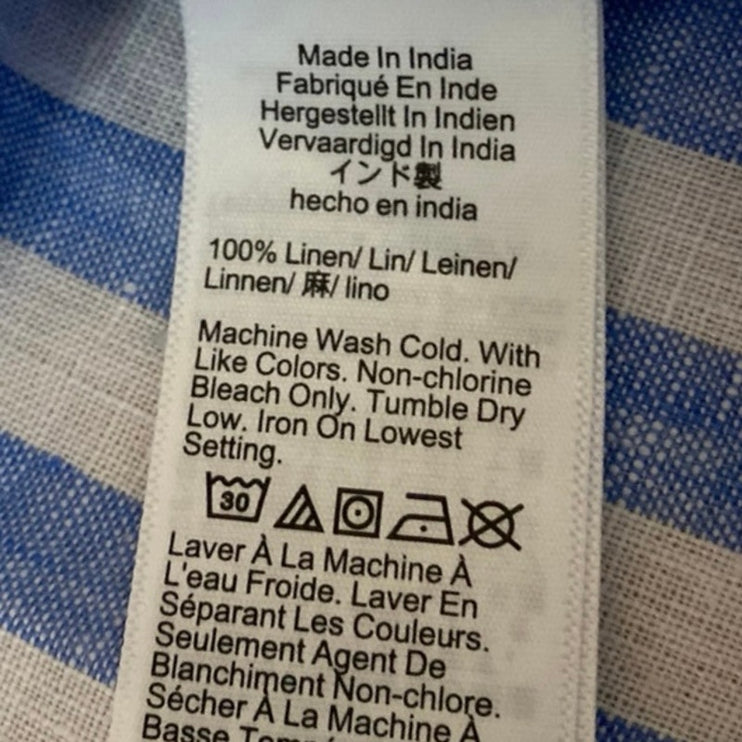 Made In India
Fabriqué En Inde
Hergestellt In Indien
Vervaardigd In India
インド製
hecho en india
100% Linen/ Lin/ Leinen/
Linnen/ 麻/ lino
Machine Wash Cold. With
Like Colors. Non-chlorine
Bleach Only. Tumble Dry
Low. Iron On Lowest
Setting.
30
Laver À La Machine À
L'eau Froide. Laver En
Séparant Les Couleurs.
Seulement Agent De
Blanchiment Non-chlore.
Sécher À La Machine À
Basse